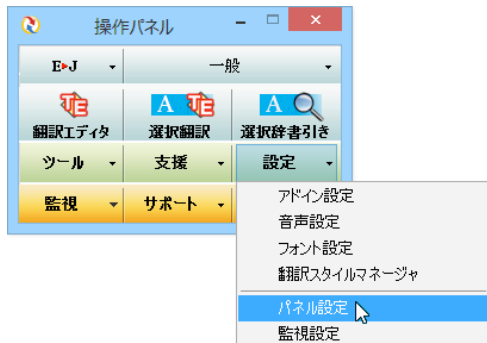 操作パネル
E▸J
一般
翻訳エディタ
選択翻訳
選択辞書引き
ツール
支援
設定
監視
サポート
アドイン設定
音声設定
フォント設定
翻訳スタイルマネージャ
パネル設定
監視設定